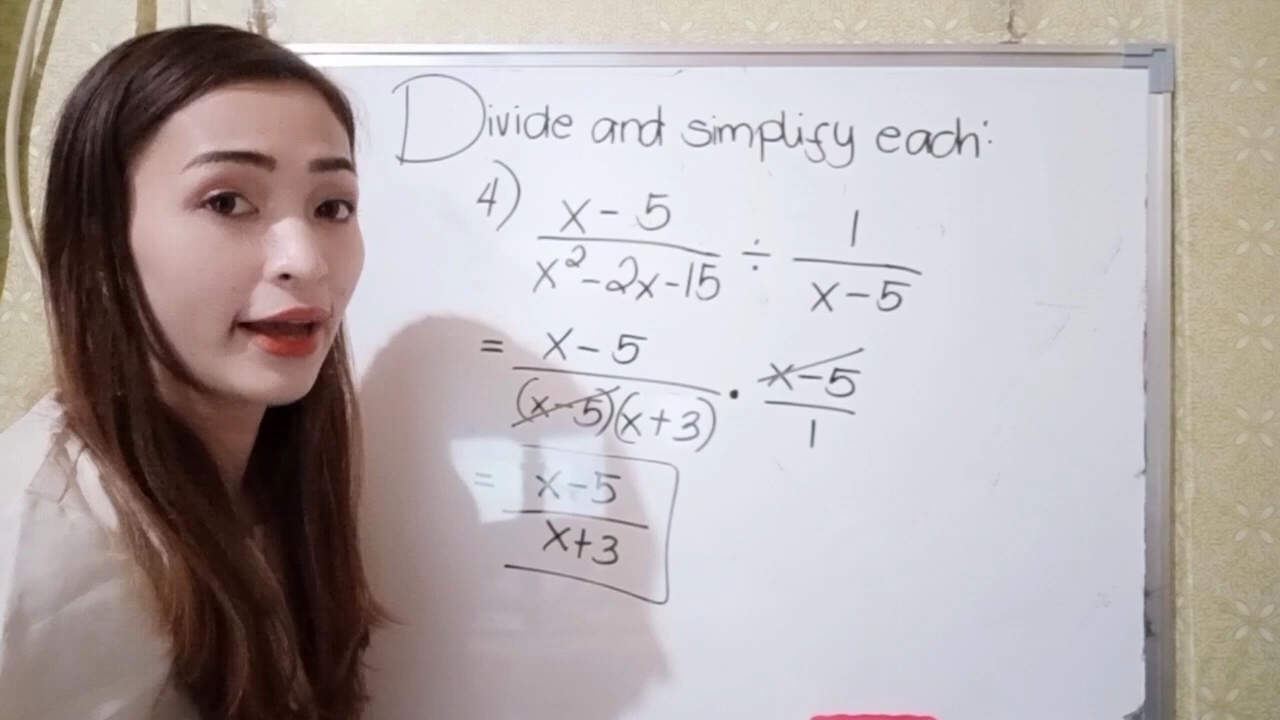 Divide and simplify each:
4) x-5 / x²-2x-15 ÷ 1 / x-5
= x-5 / (x-5)(x+3) · x-5 / 1
= x-5 / x+3